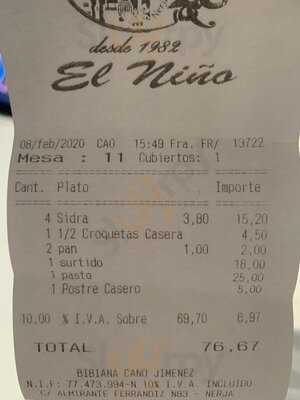 desde 1982
El Niño
08/feb/2020 CAO 15:49 Fra. FR/ 13722
Mesa : 11 Cubiertos: 1
Cant. Plato Importe
4 Sidra 3,80 15,20
1 1/2 Croquetas Casera 4,50
2 pan 1,00 2,00
1 surtido 18,00
1 pasta 25,00
1 Postre Casero 5,00
10,00 % I.V.A. Sobre 69,70 6,97
TOTAL 76,67
BIBIANA CANO JIMENEZ
N.I.F: 77.473.994-N 10% I.V.A. INCLUIDO
C/ ALMIRANTE FERRANDIZ N83 - NERJA